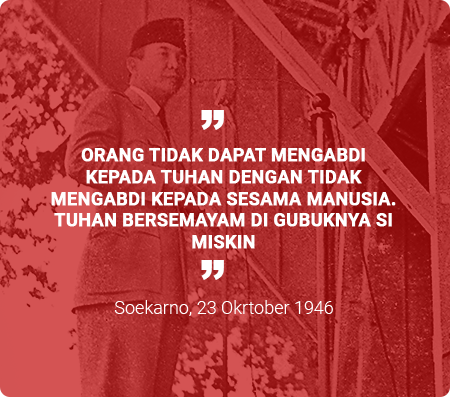 ”
ORANG TIDAK DAPAT MENGABDI
KEPADA TUHAN DENGAN TIDAK
MENGABDI KEPADA SESAMA MANUSIA.
TUHAN BERSEMAYAM DI GUBUKNYA SI
MISKIN
”
Soekarno, 23 Okrtober 1946